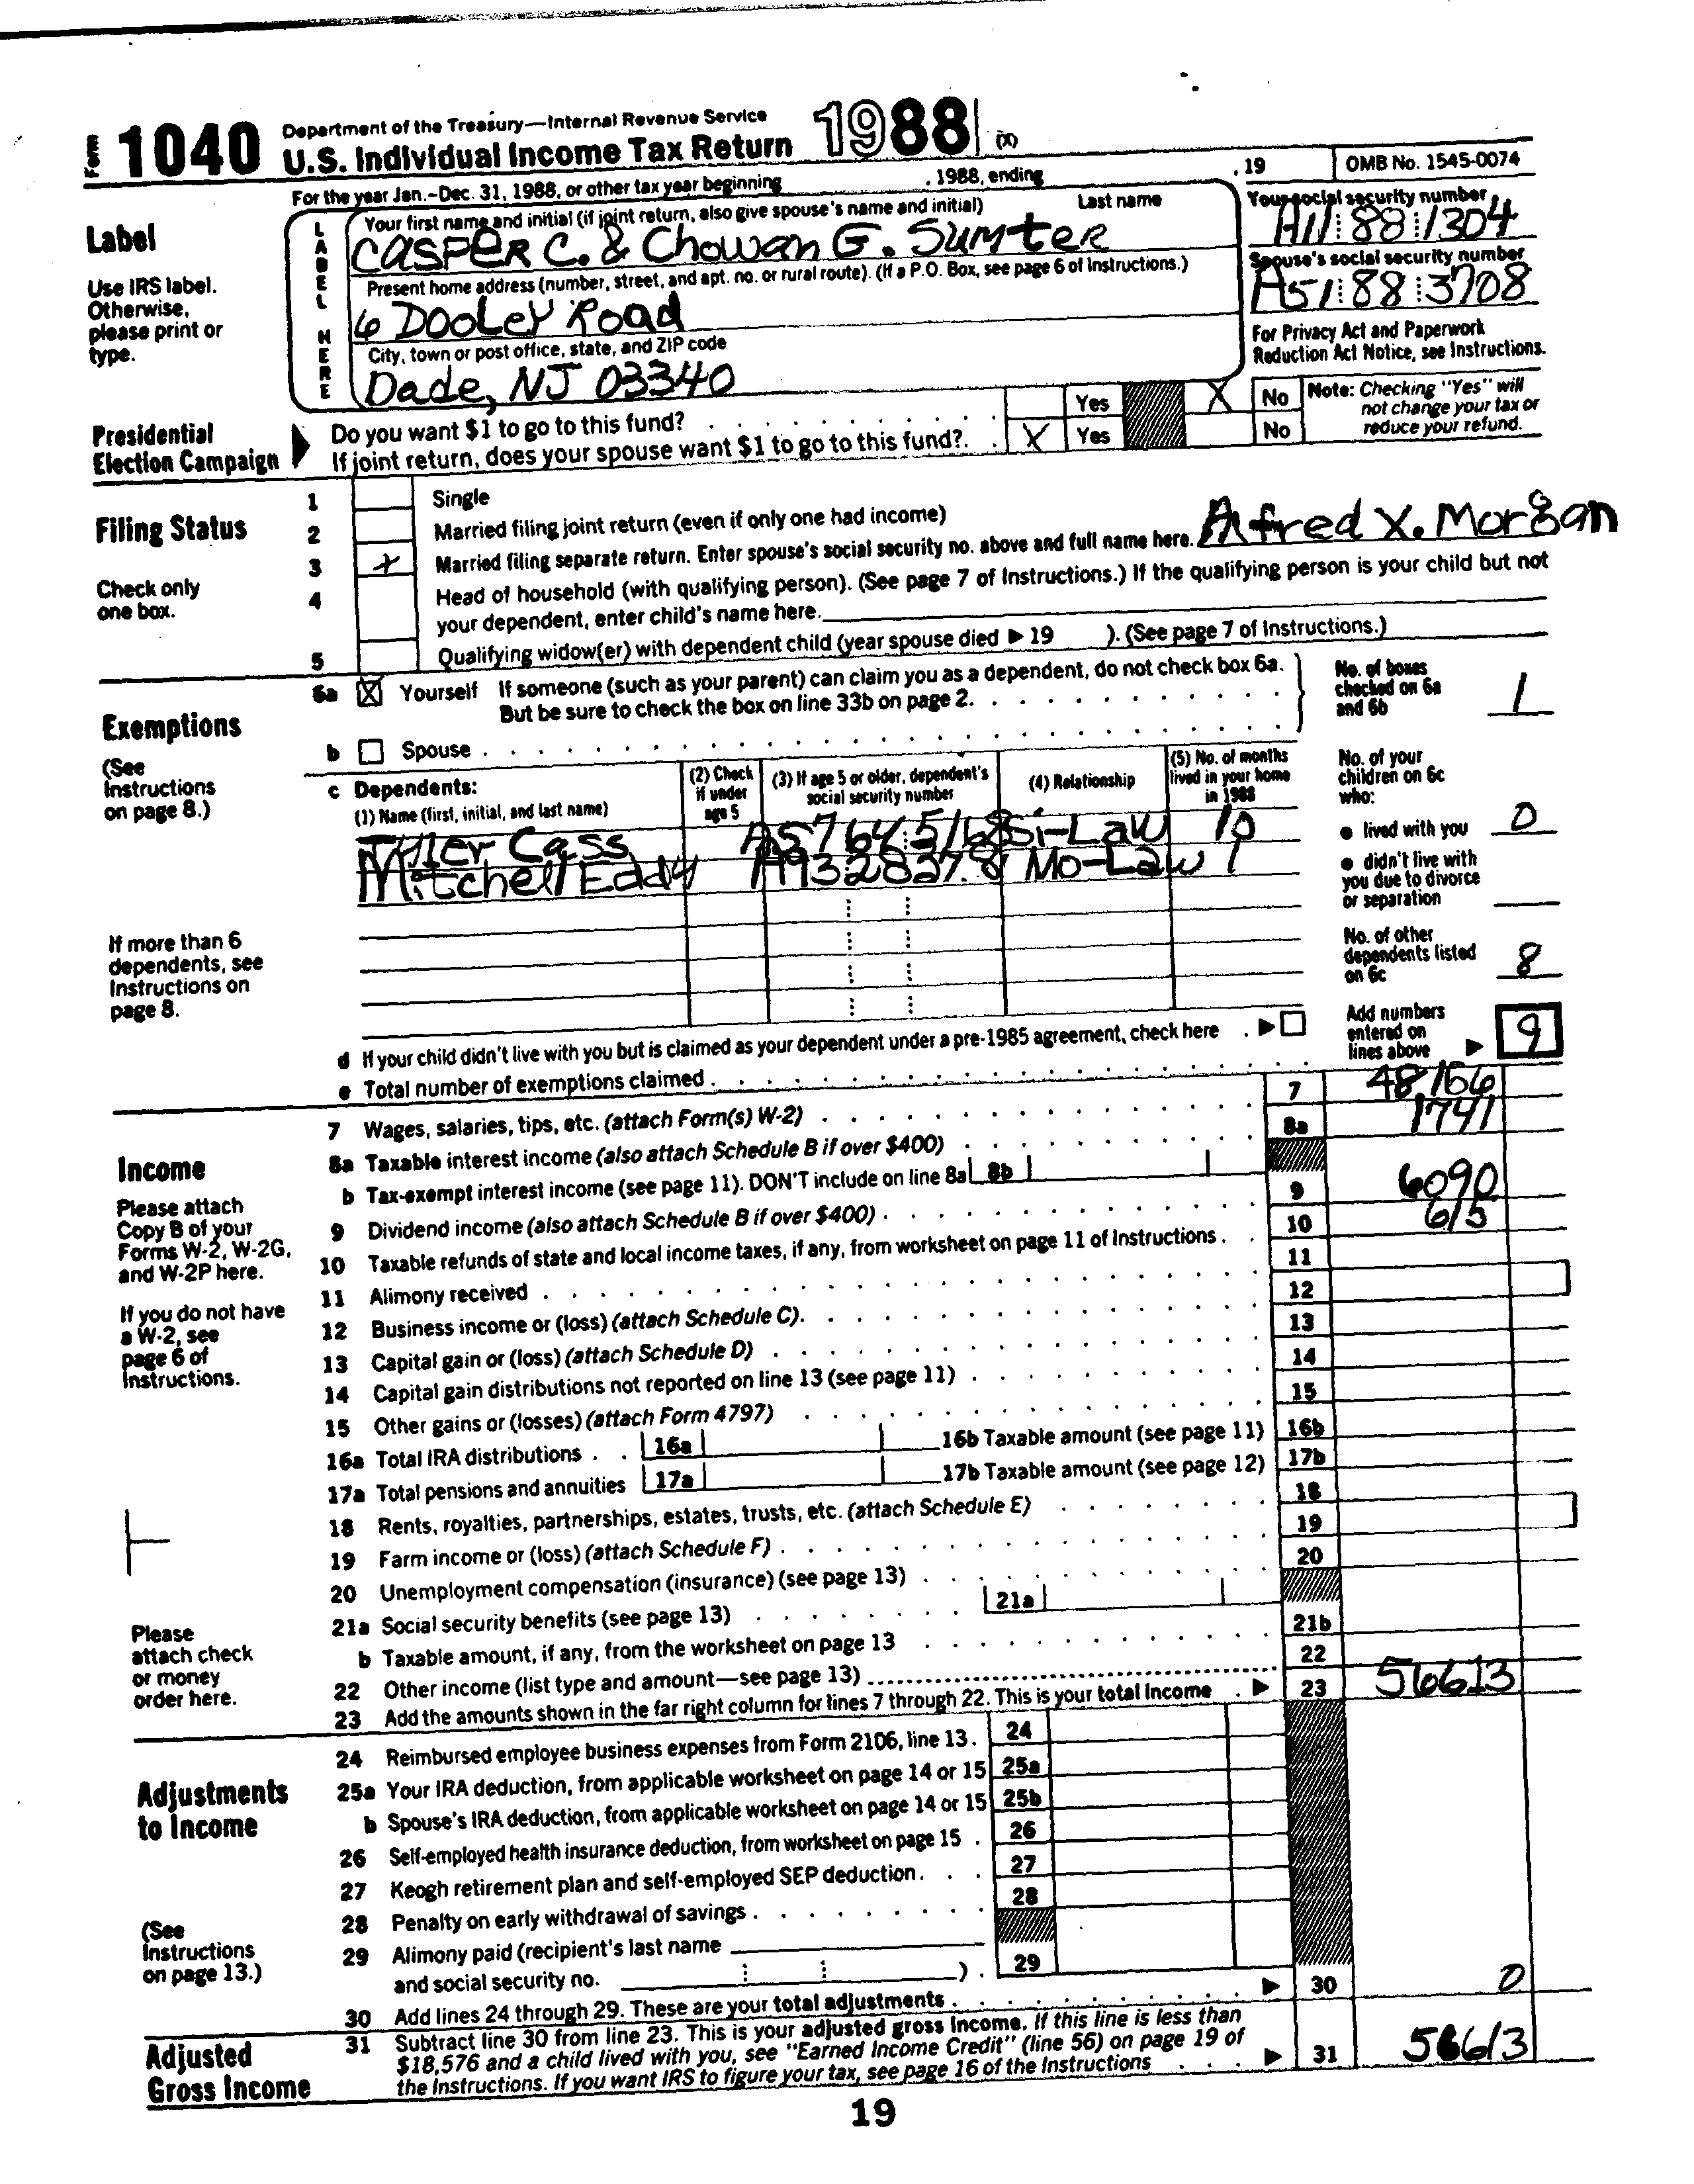 Form 1040 Department of the Treasury—Internal Revenue Service
U.S. Individual Income Tax Return 1988 (X)
For the year Jan.–Dec. 31, 1988, or other tax year beginning , 1988, ending , 19 OMB No. 1545-0074
Label
Use IRS label. Otherwise, please print or type.
LABEL HERE
Your first name and initial (if joint return, also give spouse's name and initial) Last name
CASPER C. & Chowan G. Sumter
Your social security number
A11 88 1304
Present home address (number, street, and apt. no. or rural route). (If a P.O. Box, see page 6 of Instructions.)
6 Dooley Road
Spouse's social security number
A51 88 3708
City, town or post office, state, and ZIP code
Dade, NJ 03340
For Privacy Act and Paperwork Reduction Act Notice, see Instructions.
Presidential Election Campaign
Do you want $1 to go to this fund? . . . . . . . . Yes X No
If joint return, does your spouse want $1 to go to this fund? . . X Yes No
Note: Checking "Yes" will not change your tax or reduce your refund.
Filing Status
Check only one box.
1 Single
2 Married filing joint return (even if only one had income)
3 X Married filing separate return. Enter spouse's social security no. above and full name here. Alfred X. Morgan
4 Head of household (with qualifying person). (See page 7 of Instructions.) If the qualifying person is your child but not
your dependent, enter child's name here.
5 Qualifying widow(er) with dependent child (year spouse died ▶ 19 ). (See page 7 of Instructions.)
Exemptions
(See Instructions on page 8.)
6a X Yourself If someone (such as your parent) can claim you as a dependent, do not check box 6a.
But be sure to check the box on line 33b on page 2.
b Spouse
No. of boxes checked on 6a and 6b 1
c Dependents:
(1) Name (first, initial, and last name)
(2) Check if under age 5
(3) If age 5 or older, dependent's social security number
(4) Relationship
(5) No. of months lived in your home in 1988
Tyler Cass A57 64 5168 Si-Law 10
Mitchell Eddy A93 28 3278 Mo-Law 1
No. of your children on 6c who:
● lived with you 0
● didn't live with you due to divorce or separation
No. of other dependents listed on 6c 8
If more than 6 dependents, see Instructions on page 8.
d If your child didn't live with you but is claimed as your dependent under a pre-1985 agreement, check here . ▶
e Total number of exemptions claimed
Add numbers entered on lines above ▶ 9
Income
Please attach Copy B of your Forms W-2, W-2G, and W-2P here.
If you do not have a W-2, see page 6 of Instructions.
Please attach check or money order here.
7 Wages, salaries, tips, etc. (attach Form(s) W-2) 7 48166
8a Taxable interest income (also attach Schedule B if over $400) 8a 1741
b Tax-exempt interest income (see page 11). DON'T include on line 8a 8b
9 Dividend income (also attach Schedule B if over $400) 9 6090
10 Taxable refunds of state and local income taxes, if any, from worksheet on page 11 of Instructions 10 615
11 Alimony received 11
12 Business income or (loss) (attach Schedule C) 12
13 Capital gain or (loss) (attach Schedule D) 13
14 Capital gain distributions not reported on line 13 (see page 11) 14
15 Other gains or (losses) (attach Form 4797) 15
16a Total IRA distributions 16a 16b Taxable amount (see page 11) 16b
17a Total pensions and annuities 17a 17b Taxable amount (see page 12) 17b
18 Rents, royalties, partnerships, estates, trusts, etc. (attach Schedule E) 18
19 Farm income or (loss) (attach Schedule F) 19
20 Unemployment compensation (insurance) (see page 13) 20
21a Social security benefits (see page 13) 21a
b Taxable amount, if any, from the worksheet on page 13 21b
22 Other income (list type and amount—see page 13) 22
23 Add the amounts shown in the far right column for lines 7 through 22. This is your total income ▶ 23 56613
Adjustments to Income
(See Instructions on page 13.)
24 Reimbursed employee business expenses from Form 2106, line 13. 24
25a Your IRA deduction, from applicable worksheet on page 14 or 15 25a
b Spouse's IRA deduction, from applicable worksheet on page 14 or 15 25b
26 Self-employed health insurance deduction, from worksheet on page 15 26
27 Keogh retirement plan and self-employed SEP deduction 27
28 Penalty on early withdrawal of savings 28
29 Alimony paid (recipient's last name
and social security no. ) 29
30 Add lines 24 through 29. These are your total adjustments ▶ 30 0
Adjusted Gross Income
31 Subtract line 30 from line 23. This is your adjusted gross income. If this line is less than
$18,576 and a child lived with you, see "Earned Income Credit" (line 56) on page 19 of
the Instructions. If you want IRS to figure your tax, see page 16 of the Instructions ▶ 31 56613
19